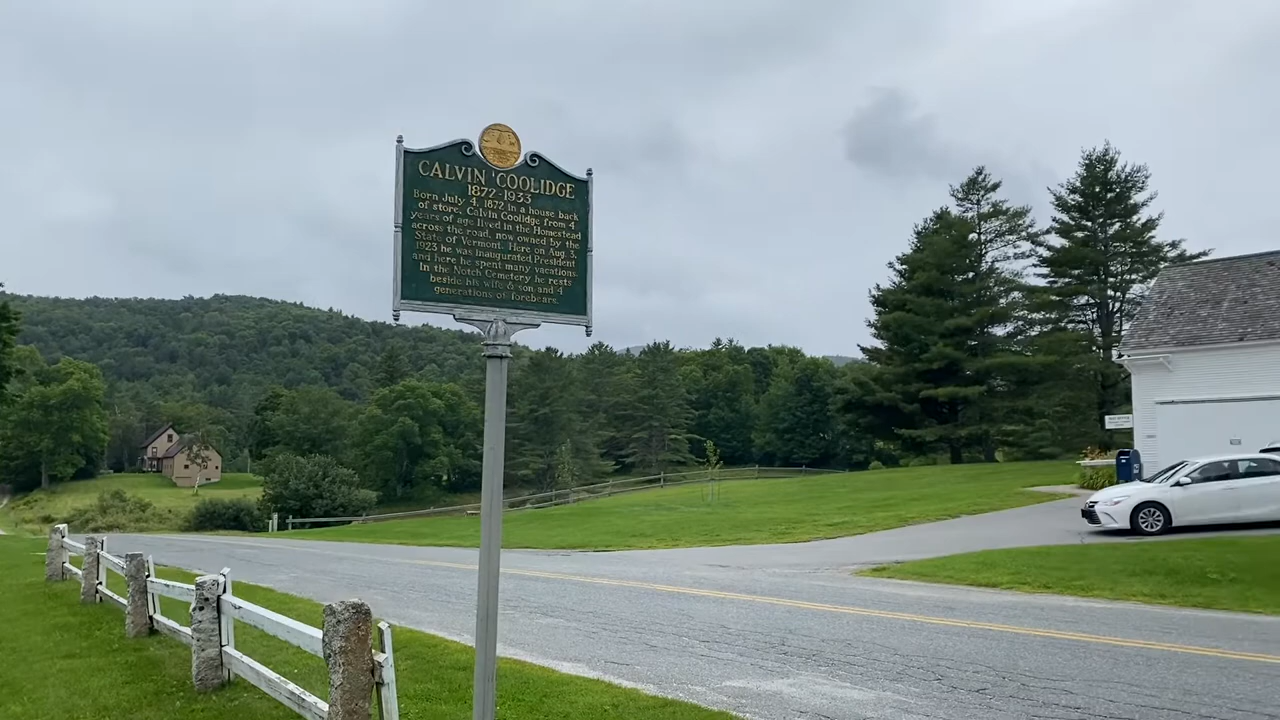 CALVIN COOLIDGE
1872-1933
Born July 4, 1872 in a house back
of store, Calvin Coolidge from 4
years of age lived in the Homestead
across the road, now owned by the
State of Vermont. Here on Aug. 3,
1923 he was inaugurated President
and here he spent many vacations.
In the Notch Cemetery he rests
beside his wife & son and 4
generations of forebears.